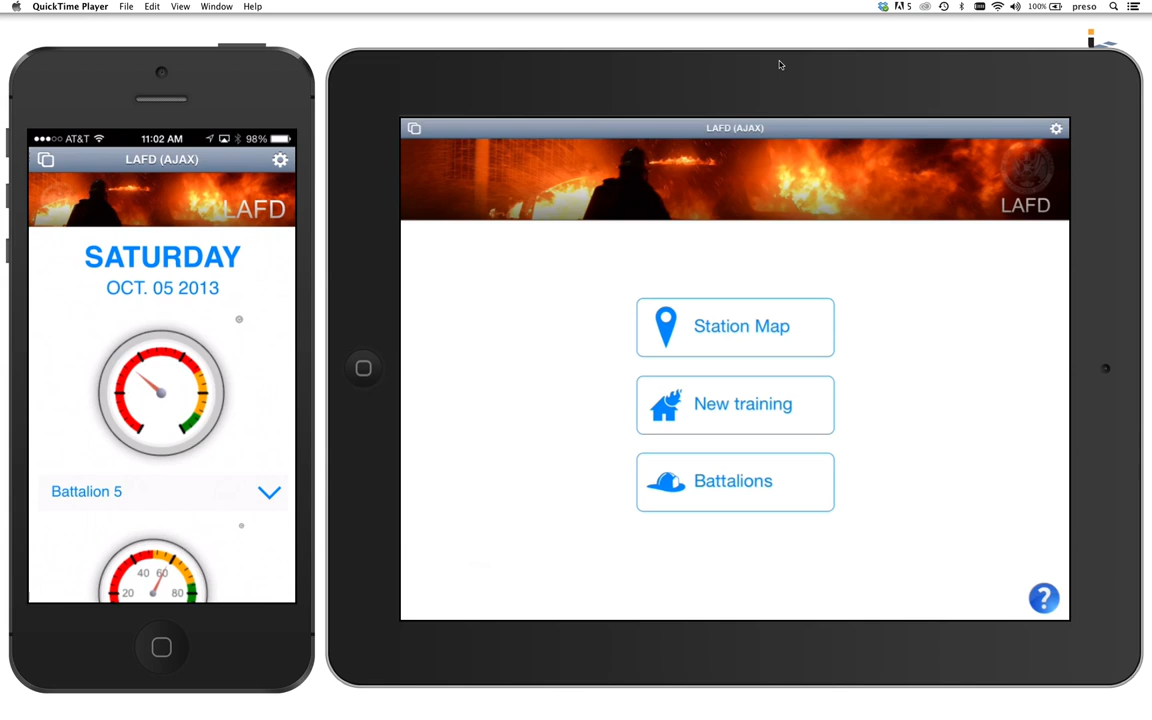 QuickTime Player File Edit View Window Help 5 100% preso
AT&T 11:02 AM 98%
LAFD (AJAX)
LAFD
SATURDAY
OCT. 05 2013
Battalion 5
40 60
20 80
LAFD (AJAX)
LAFD
Station Map
New training
Battalions
?